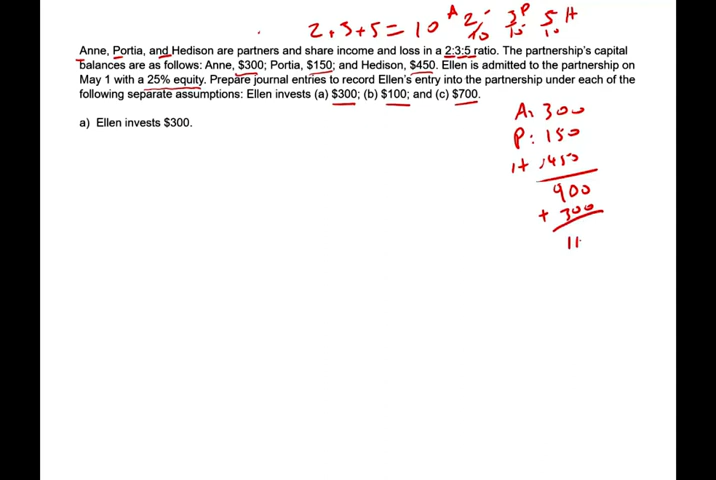 2+3+5=10 A 2/10 3/10 P 5/10 H
Anne, Portia, and Hedison are partners and share income and loss in a 2:3:5 ratio. The partnership's capital
balances are as follows: Anne, $300; Portia, $150; and Hedison, $450. Ellen is admitted to the partnership on
May 1 with a 25% equity. Prepare journal entries to record Ellen's entry into the partnership under each of the
following separate assumptions: Ellen invests (a) $300; (b) $100; and (c) $700.
A: 300
a) Ellen invests $300.
P: 150
H: 450
900
+ 300
11